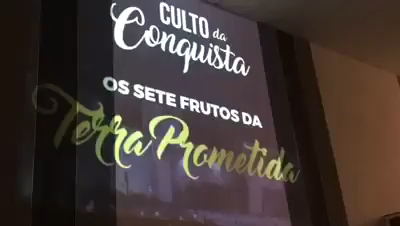 CULTO da
Conquista
OS SETE FRUTOS DA
Terra Prometida